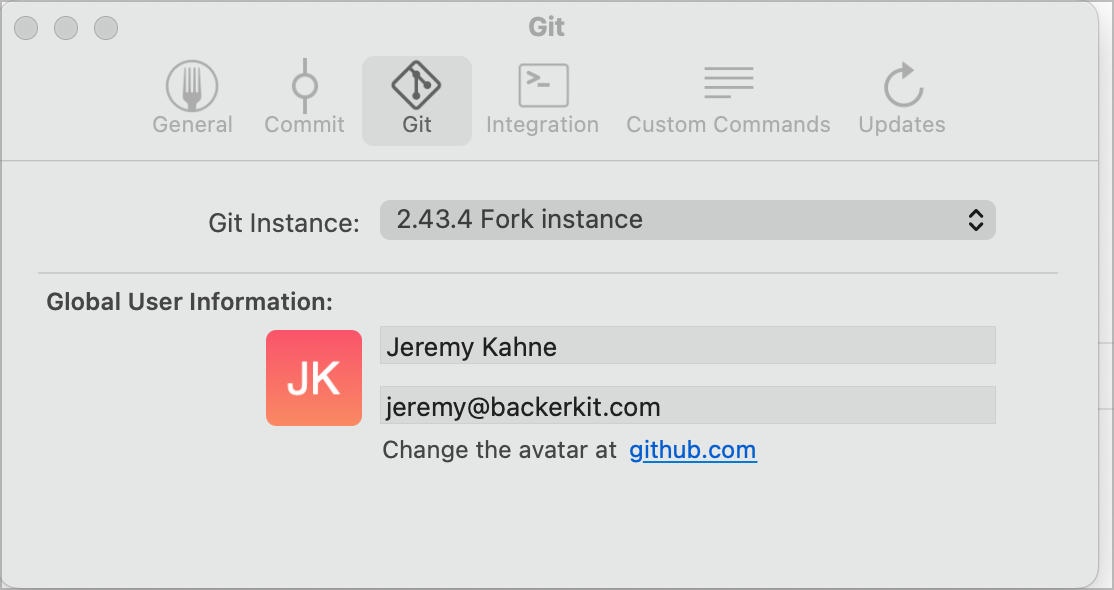 Git
General Commit Git Integration Custom Commands Updates
Git Instance: 2.43.4 Fork instance
Global User Information:
JK
Jeremy Kahne
jeremy@backerkit.com
Change the avatar at github.com